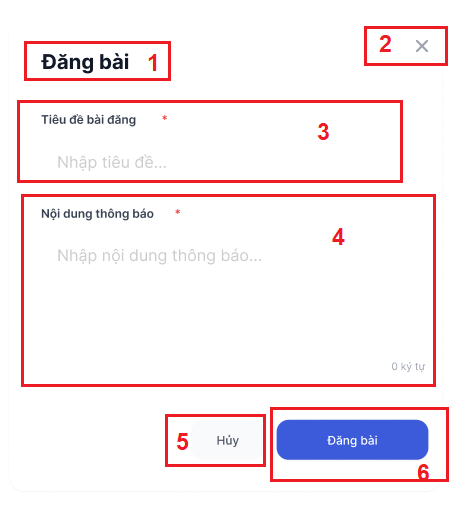 Đăng bài 1
2
Tiêu đề bài đăng *
3
Nhập tiêu đề...
Nội dung thông báo *
4
Nhập nội dung thông báo...
0 ký tự
5 Hủy
Đăng bài
6